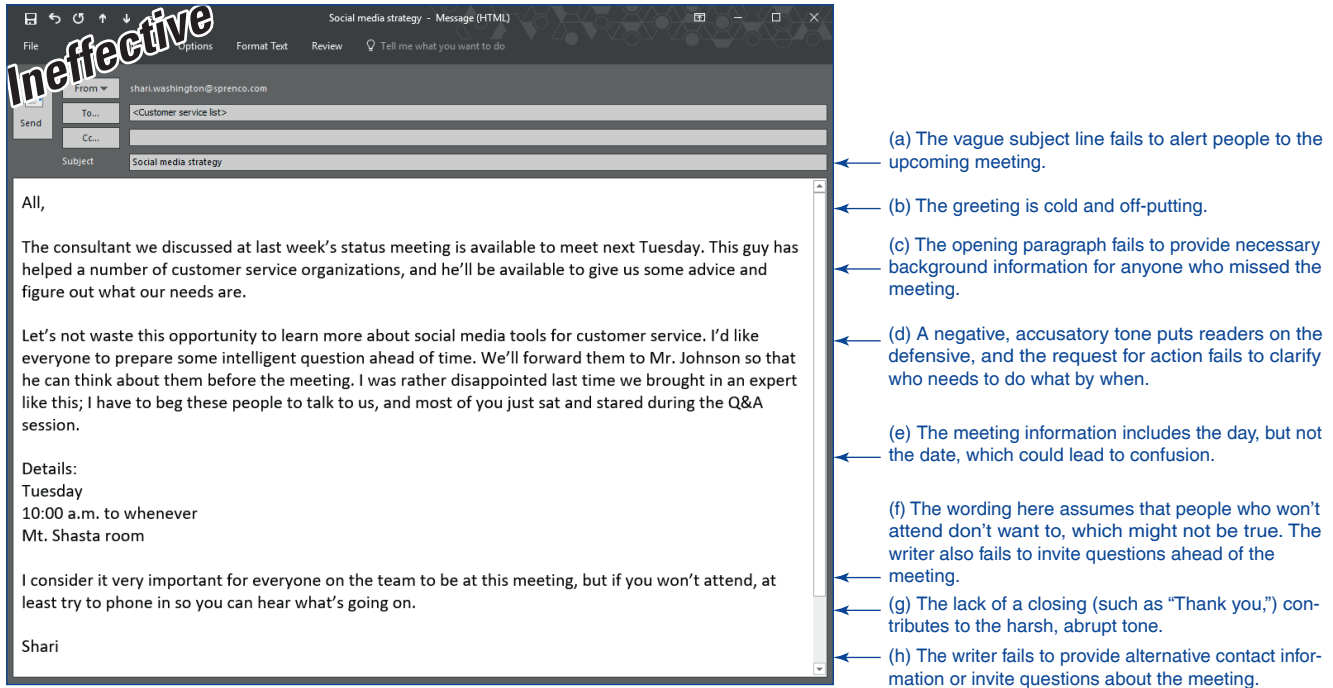 Ineffective
Social media strategy - Message (HTML)
File
Options
Format Text
Review
Tell me what you want to do
From
shari.washington@sprenco.com
Send
To...
<Customer service list>
Cc...
Subject
Social media strategy
All,
The consultant we discussed at last week's status meeting is available to meet next Tuesday. This guy has
helped a number of customer service organizations, and he'll be available to give us some advice and
figure out what our needs are.
Let's not waste this opportunity to learn more about social media tools for customer service. I'd like
everyone to prepare some intelligent question ahead of time. We'll forward them to Mr. Johnson so that
he can think about them before the meeting. I was rather disappointed last time we brought in an expert
like this; I have to beg these people to talk to us, and most of you just sat and stared during the Q&A
session.
Details:
Tuesday
10:00 a.m. to whenever
Mt. Shasta room
I consider it very important for everyone on the team to be at this meeting, but if you won't attend, at
least try to phone in so you can hear what's going on.
Shari
(a) The vague subject line fails to alert people to the
upcoming meeting.
(b) The greeting is cold and off-putting.
(c) The opening paragraph fails to provide necessary
background information for anyone who missed the
meeting.
(d) A negative, accusatory tone puts readers on the
defensive, and the request for action fails to clarify
who needs to do what by when.
(e) The meeting information includes the day, but not
the date, which could lead to confusion.
(f) The wording here assumes that people who won't
attend don't want to, which might not be true. The
writer also fails to invite questions ahead of the
meeting.
(g) The lack of a closing (such as "Thank you,") con-
tributes to the harsh, abrupt tone.
(h) The writer fails to provide alternative contact infor-
mation or invite questions about the meeting.